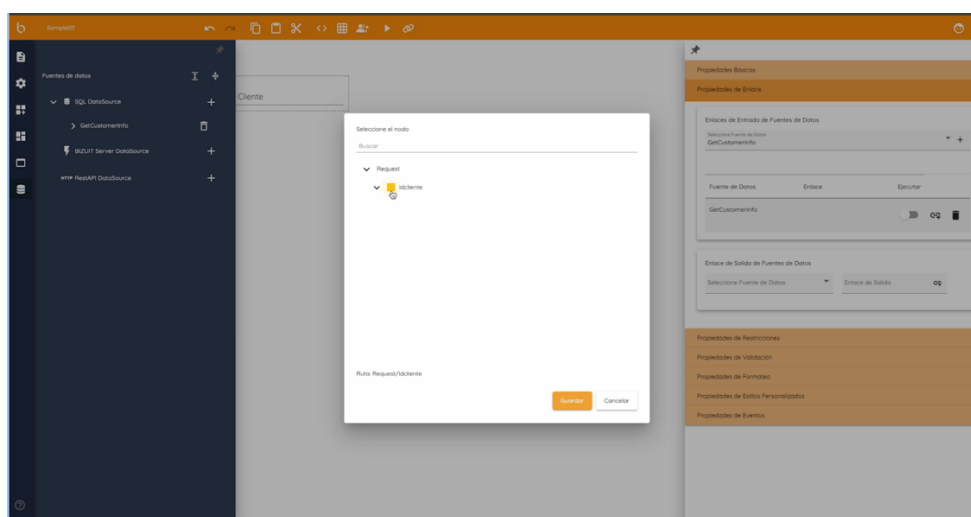 Sample03
Fuentes de datos
SQL DataSource
GetCustomerInfo
BIZUIT Server DataSource
HTTP RestAPI DataSource
Cliente
Seleccione el nodo
Buscar
Request
Idcliente
Ruta: Request/Idcliente
Guardar
Cancelar
Propiedades Básicas
Propiedades de Enlace
Enlaces de Entrada de Fuentes de Datos
Seleccione Fuente de Datos
GetCustomerInfo
Fuente de Datos Enlace Ejecutar
GetCustomerInfo
Enlace de Salida de Fuentes de Datos
Seleccione Fuente de Datos Enlace de Salida
Propiedades de Restricciones
Propiedades de Validación
Propiedades de Formateo
Propiedades de Estilos Personalizados
Propiedades de Eventos